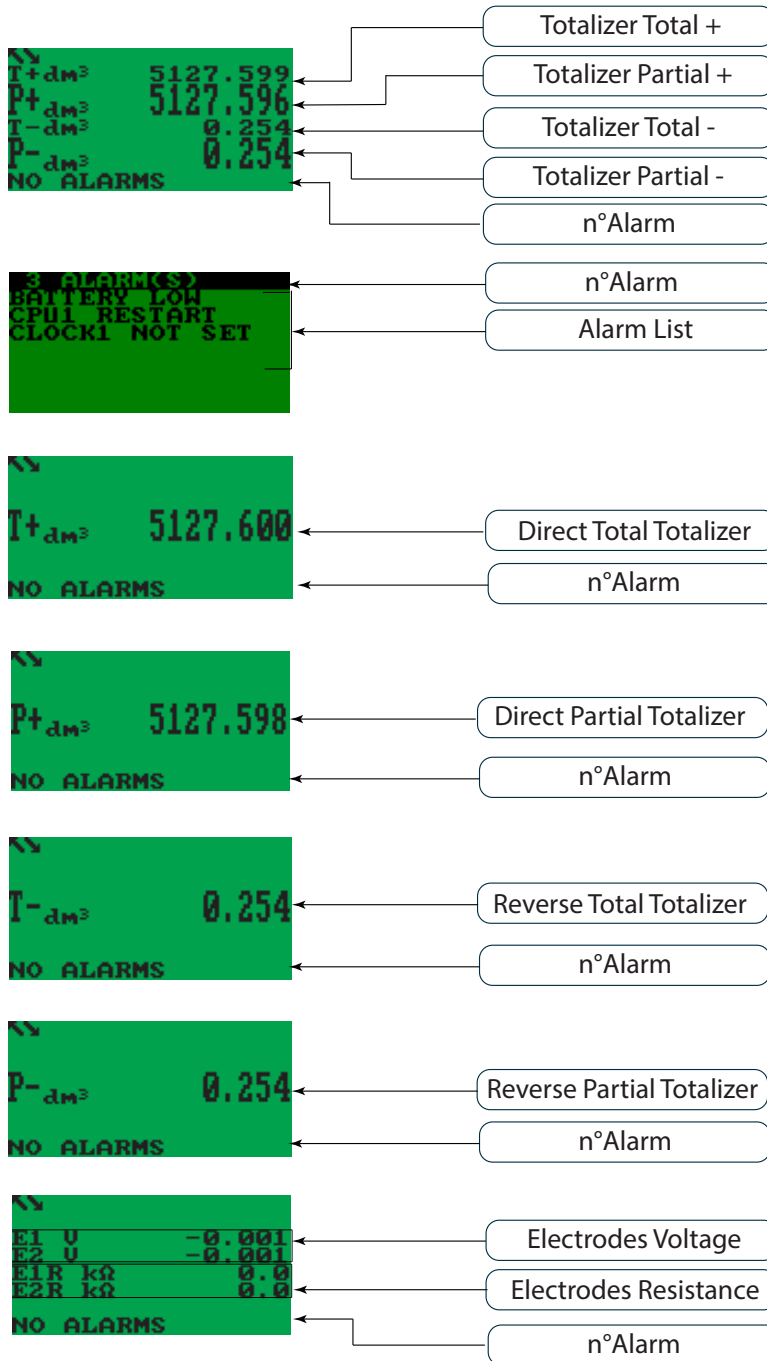 Totalizer Total +
T+dm³ 5127.599
Totalizer Partial +
P+dm³ 5127.596
T-dm³ 0.254
Totalizer Total -
P-dm³ 0.254
Totalizer Partial -
NO ALARMS
n°Alarm
3 ALARM(S)
n°Alarm
BATTERY LOW
CPU1 RESTART
CLOCK1 NOT SET
Alarm List
T+dm³ 5127.600
Direct Total Totalizer
NO ALARMS
n°Alarm
P+dm³ 5127.598
Direct Partial Totalizer
NO ALARMS
n°Alarm
T-dm³ 0.254
Reverse Total Totalizer
NO ALARMS
n°Alarm
P-dm³ 0.254
Reverse Partial Totalizer
NO ALARMS
n°Alarm
E1 V -0.001
E2 V -0.001
Electrodes Voltage
E1R kΩ 0.0
E2R kΩ 0.0
Electrodes Resistance
NO ALARMS
n°Alarm